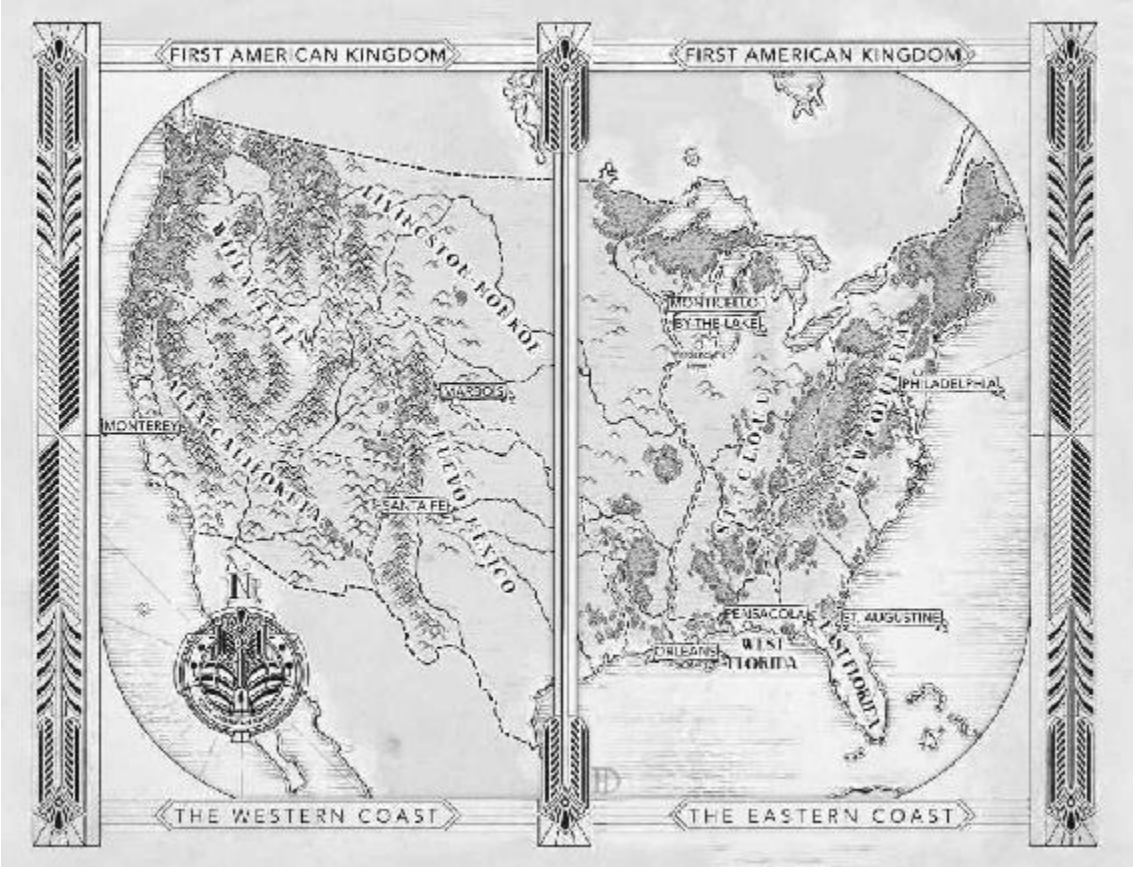 FIRST AMERICAN KINGDOM
FIRST AMERICAN KINGDOM
LIVINGSTON KOROL
WILLAMETTE
MONTICELLO
BY THE LAKE
MARBOIS
PHILADELPHIA
MONTEREY
ALTA CALIFORNIA
ST. CLOUD
NEW COLUMBIA
NUEVO MEXICO
SANTA FE
PENSACOLA
ST. AUGUSTINE
ORLEANS
WEST
FLORIDA
EAST FLORIDA
THE WESTERN COAST
THE EASTERN COAST